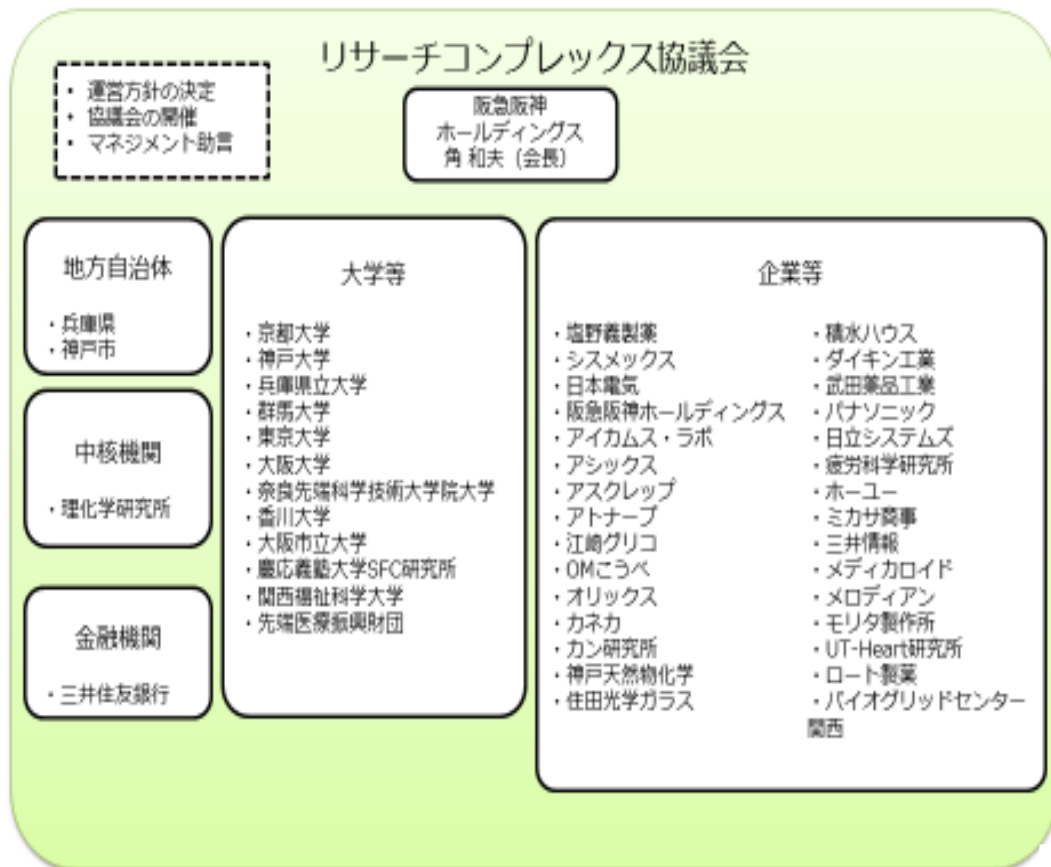 リサーチコンプレックス協議会
・ 運営方針の決定
・ 協議会の開催
・ マネジメント助言
阪急阪神
ホールディングス
角 和夫（会長）
地方自治体
・兵庫県
・神戸市
中核機関
・理化学研究所
金融機関
・三井住友銀行
大学等
・京都大学
・神戸大学
・兵庫県立大学
・群馬大学
・東京大学
・大阪大学
・奈良先端科学技術大学院大学
・香川大学
・大阪市立大学
・慶応義塾大学SFC研究所
・関西福祉科学大学
・先端医療振興財団
企業等
・塩野義製薬
・シスメックス
・日本電気
・阪急阪神ホールディングス
・アイカムス・ラボ
・アシックス
・アスクレップ
・アトナープ
・江崎グリコ
・OMこうべ
・オリックス
・カネカ
・カン研究所
・神戸天然物化学
・住田光学ガラス
・積水ハウス
・ダイキン工業
・武田薬品工業
・パナソニック
・日立システムズ
・疲労科学研究所
・ホーユー
・ミカサ商事
・三井情報
・メディカロイド
・メロディアン
・モリタ製作所
・UT-Heart研究所
・ロート製薬
・バイオグリッドセンター
関西